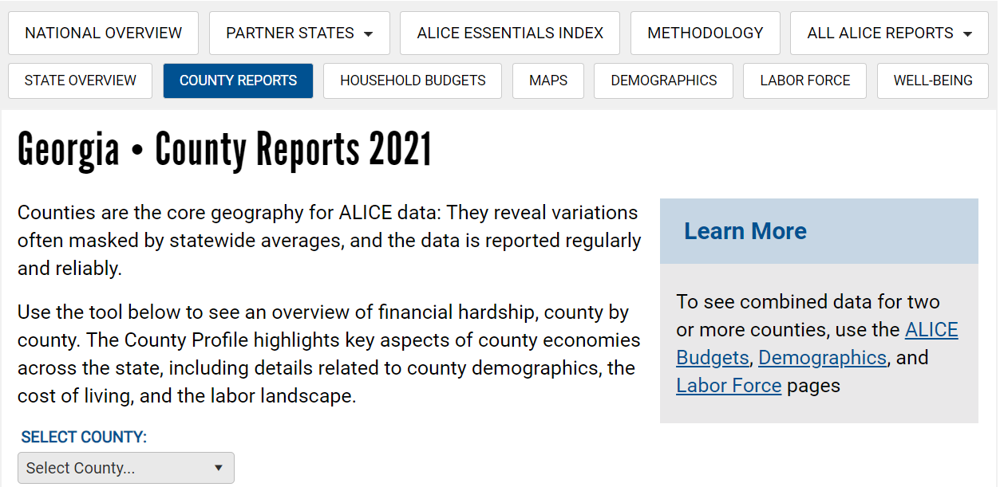 NATIONAL OVERVIEW PARTNER STATES ALICE ESSENTIALS INDEX METHODOLOGY ALL ALICE REPORTS
STATE OVERVIEW COUNTY REPORTS HOUSEHOLD BUDGETS MAPS DEMOGRAPHICS LABOR FORCE WELL-BEING
Georgia • County Reports 2021
Counties are the core geography for ALICE data: They reveal variations
often masked by statewide averages, and the data is reported regularly
and reliably.
Use the tool below to see an overview of financial hardship, county by
county. The County Profile highlights key aspects of county economies
across the state, including details related to county demographics, the
cost of living, and the labor landscape.
SELECT COUNTY:
Select County...
Learn More
To see combined data for two
or more counties, use the ALICE
Budgets, Demographics, and
Labor Force pages